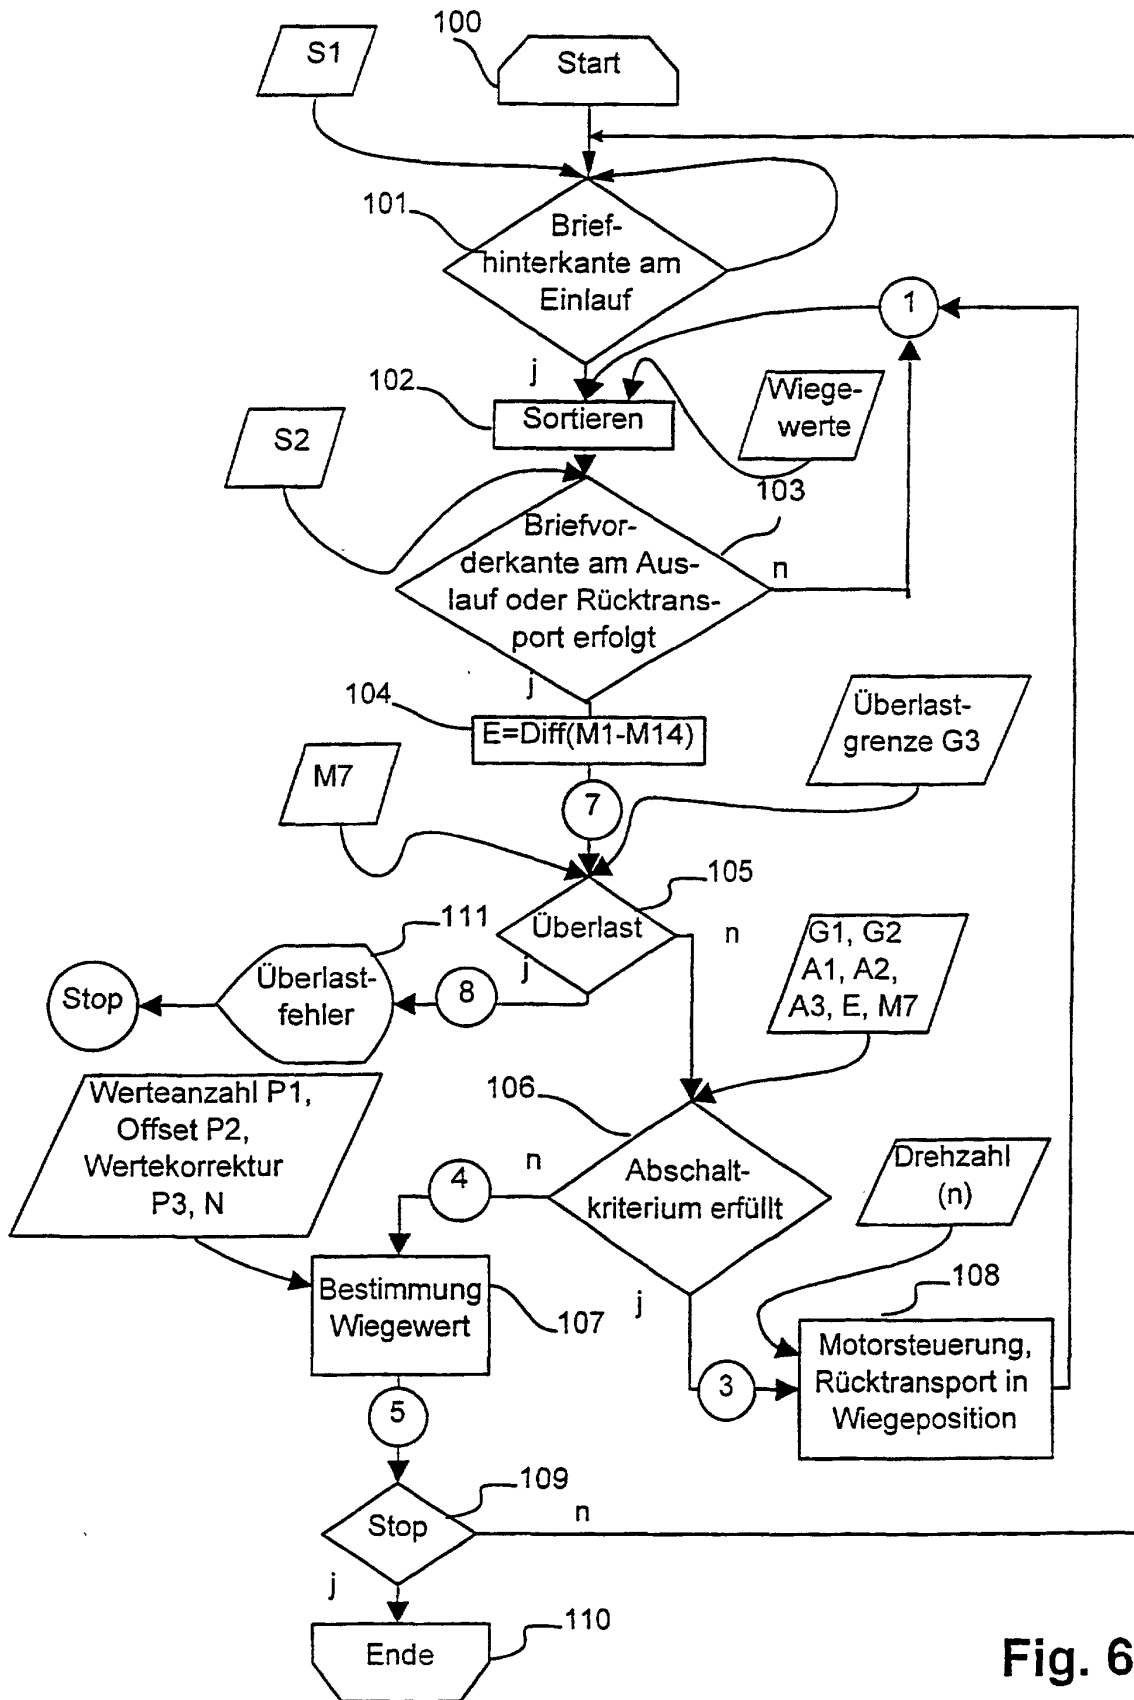 100
S1
Start
101
Brief-
hinterkante am
Einlauf
1
j
102
Sortieren
Wiege-
werte
S2
103
Briefvor-
derkante am Aus-
lauf oder Rücktrans-
port erfolgt
n
j
104
E=Diff(M1-M14)
Überlast-
grenze G3
M7
7
105
Überlast
n
j
111
Überlast-
fehler
8
Stop
G1, G2
A1, A2,
A3, E, M7
Werteanzahl P1,
Offset P2,
Wertekorrektur
P3, N
106
Abschalt-
kriterium erfüllt
n
4
j
Drehzahl
(n)
108
Motorsteuerung,
Rücktransport in
Wiegeposition
3
Bestimmung
Wiegewert
107
5
109
Stop
n
j
Ende
110
Fig. 6